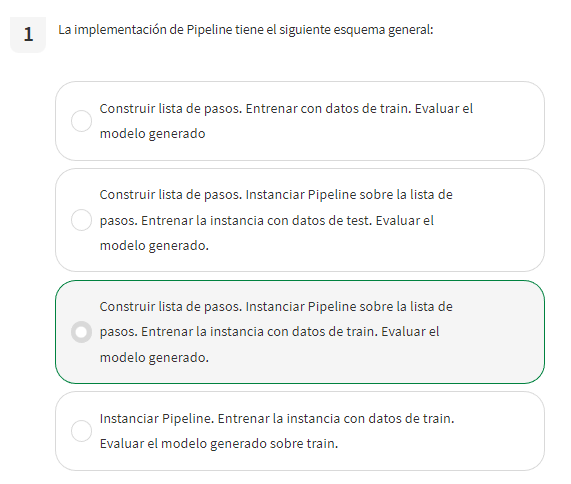 1
La implementación de Pipeline tiene el siguiente esquema general:
Construir lista de pasos. Entrenar con datos de train. Evaluar el
modelo generado
Construir lista de pasos. Instanciar Pipeline sobre la lista de
pasos. Entrenar la instancia con datos de test. Evaluar el
modelo generado.
Construir lista de pasos. Instanciar Pipeline sobre la lista de
pasos. Entrenar la instancia con datos de train. Evaluar el
modelo generado.
Instanciar Pipeline. Entrenar la instancia con datos de train.
Evaluar el modelo generado sobre train.